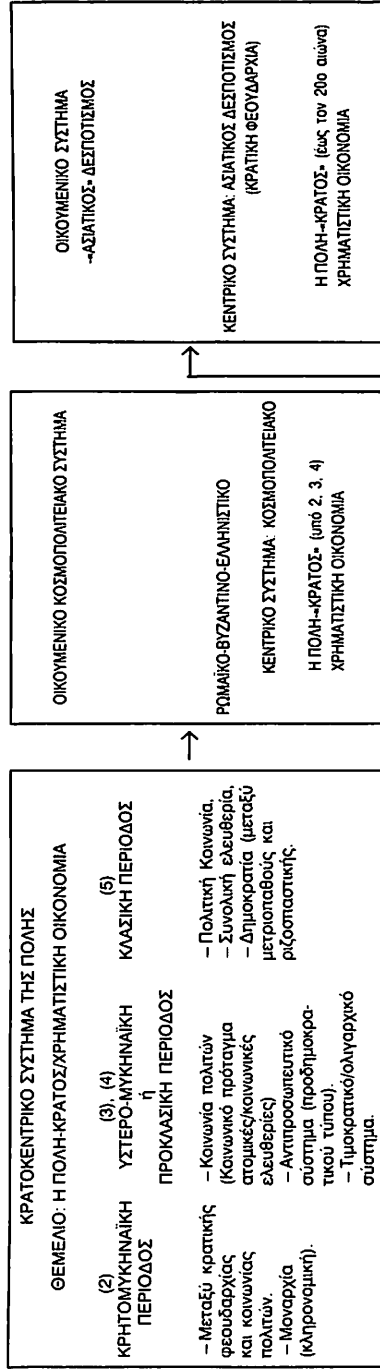 ΚΡΑΤΟΚΕΝΤΡΙΚΟ ΣΥΣΤΗΜΑ ΤΗΣ ΠΟΛΗΣ
ΘΕΜΕΛΙΟ: Η ΠΟΛΗ-ΚΡΑΤΟΣ/ΧΡΗΜΑΤΙΣΤΙΚΗ ΟΙΚΟΝΟΜΙΑ
(2)
ΚΡΗΤΟΜΥΚΗΝΑΪΚΗ
ΠΕΡΙΟΔΟΣ
– Μεταξύ κρατικής
φεουδαρχίας
και κοινωνίας
πολιτών.
– Μοναρχία
(κληρονομική).
(3), (4)
ΥΣΤΕΡΟ-ΜΥΚΗΝΑΪΚΗ
ή
ΠΡΟΚΛΑΣΙΚΗ ΠΕΡΙΟΔΟΣ
– Κοινωνία πολιτών
(Κοινωνικό πρόταγμα
ατομικές/κοινωνικές
ελευθερίες)
– Αντιπροσωπευτικό
σύστημα (προδημοκρα-
τικού τύπου).
– Τιμοκρατικό/ολιγαρχικό
σύστημα.
(5)
ΚΛΑΣΙΚΗ ΠΕΡΙΟΔΟΣ
– Πολιτική Κοινωνία,
– Συνολική ελευθερία,
– Δημοκρατία (μεταξύ
μετριοπαθούς και
ριζοσπαστικής.
ΟΙΚΟΥΜΕΝΙΚΟ ΚΟΣΜΟΠΟΛΙΤΕΙΑΚΟ ΣΥΣΤΗΜΑ
ΡΩΜΑΪΚΟ-ΒΥΖΑΝΤΙΝΟ-ΕΛΛΗΝΙΣΤΙΚΟ
ΚΕΝΤΡΙΚΟ ΣΥΣΤΗΜΑ: ΚΟΣΜΟΠΟΛΙΤΕΙΑΚΟ
Η ΠΟΛΗ-«ΚΡΑΤΟΣ» (υπό 2, 3, 4)
ΧΡΗΜΑΤΙΣΤΙΚΗ ΟΙΚΟΝΟΜΙΑ
ΟΙΚΟΥΜΕΝΙΚΟ ΣΥΣΤΗΜΑ
-«ΑΣΙΑΤΙΚΟΣ» ΔΕΣΠΟΤΙΣΜΟΣ
ΚΕΝΤΡΙΚΟ ΣΥΣΤΗΜΑ: ΑΣΙΑΤΙΚΟΣ ΔΕΣΠΟΤΙΣΜΟΣ
(ΚΡΑΤΙΚΗ ΦΕΟΥΔΑΡΧΙΑ)
Η ΠΟΛΗ-«ΚΡΑΤΟΣ» (έως τον 20ο αιώνα)
ΧΡΗΜΑΤΙΣΤΙΚΗ ΟΙΚΟΝΟΜΙΑ